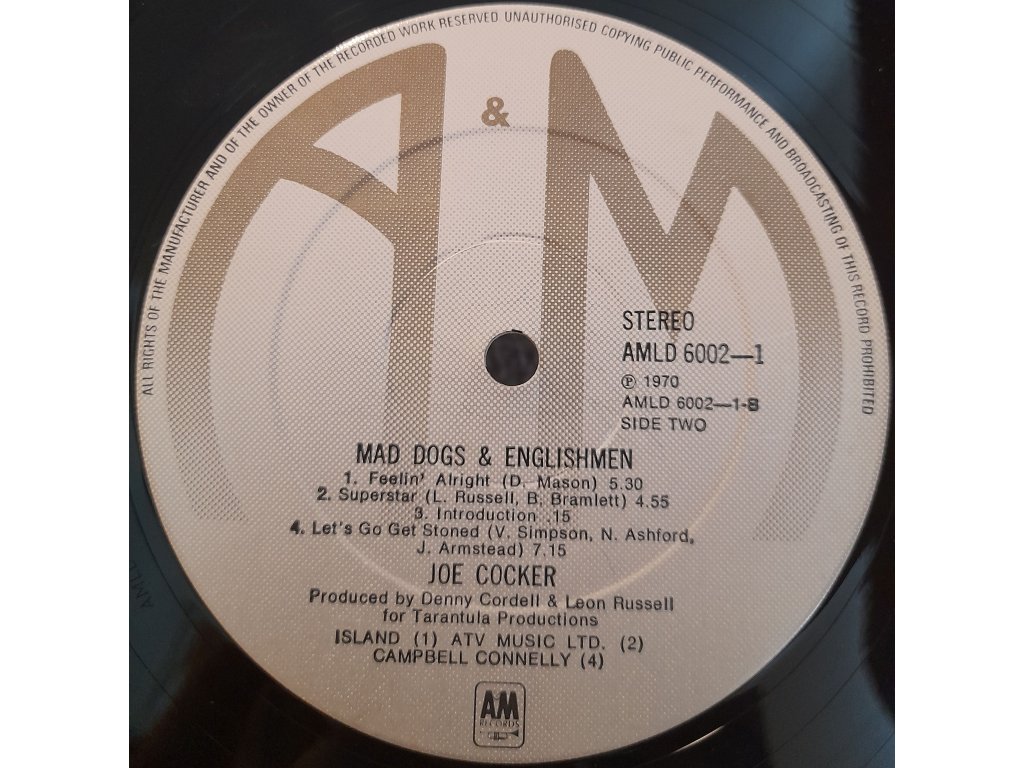 ALL RIGHTS OF THE MANUFACTURER AND OF THE OWNER OF THE RECORDED WORK RESERVED UNAUTHORISED COPYING PUBLIC PERFORMANCE AND BROADCASTING OF THIS RECORD PROHIBITED
A & M
STEREO
AMLD 6002—1
℗ 1970
AMLD 6002—1-B
SIDE TWO
MAD DOGS & ENGLISHMEN
1. Feelin' Alright (D. Mason) 5.30
2. Superstar (L. Russell, B. Bramlett) 4.55
3. Introduction .15
4. Let's Go Get Stoned (V. Simpson, N. Ashford,
J. Armstead) 7.15
JOE COCKER
Produced by Denny Cordell & Leon Russell
for Tarantula Productions
ISLAND (1) ATV MUSIC LTD. (2)
CAMPBELL CONNELLY (4)
AM
RECORDS